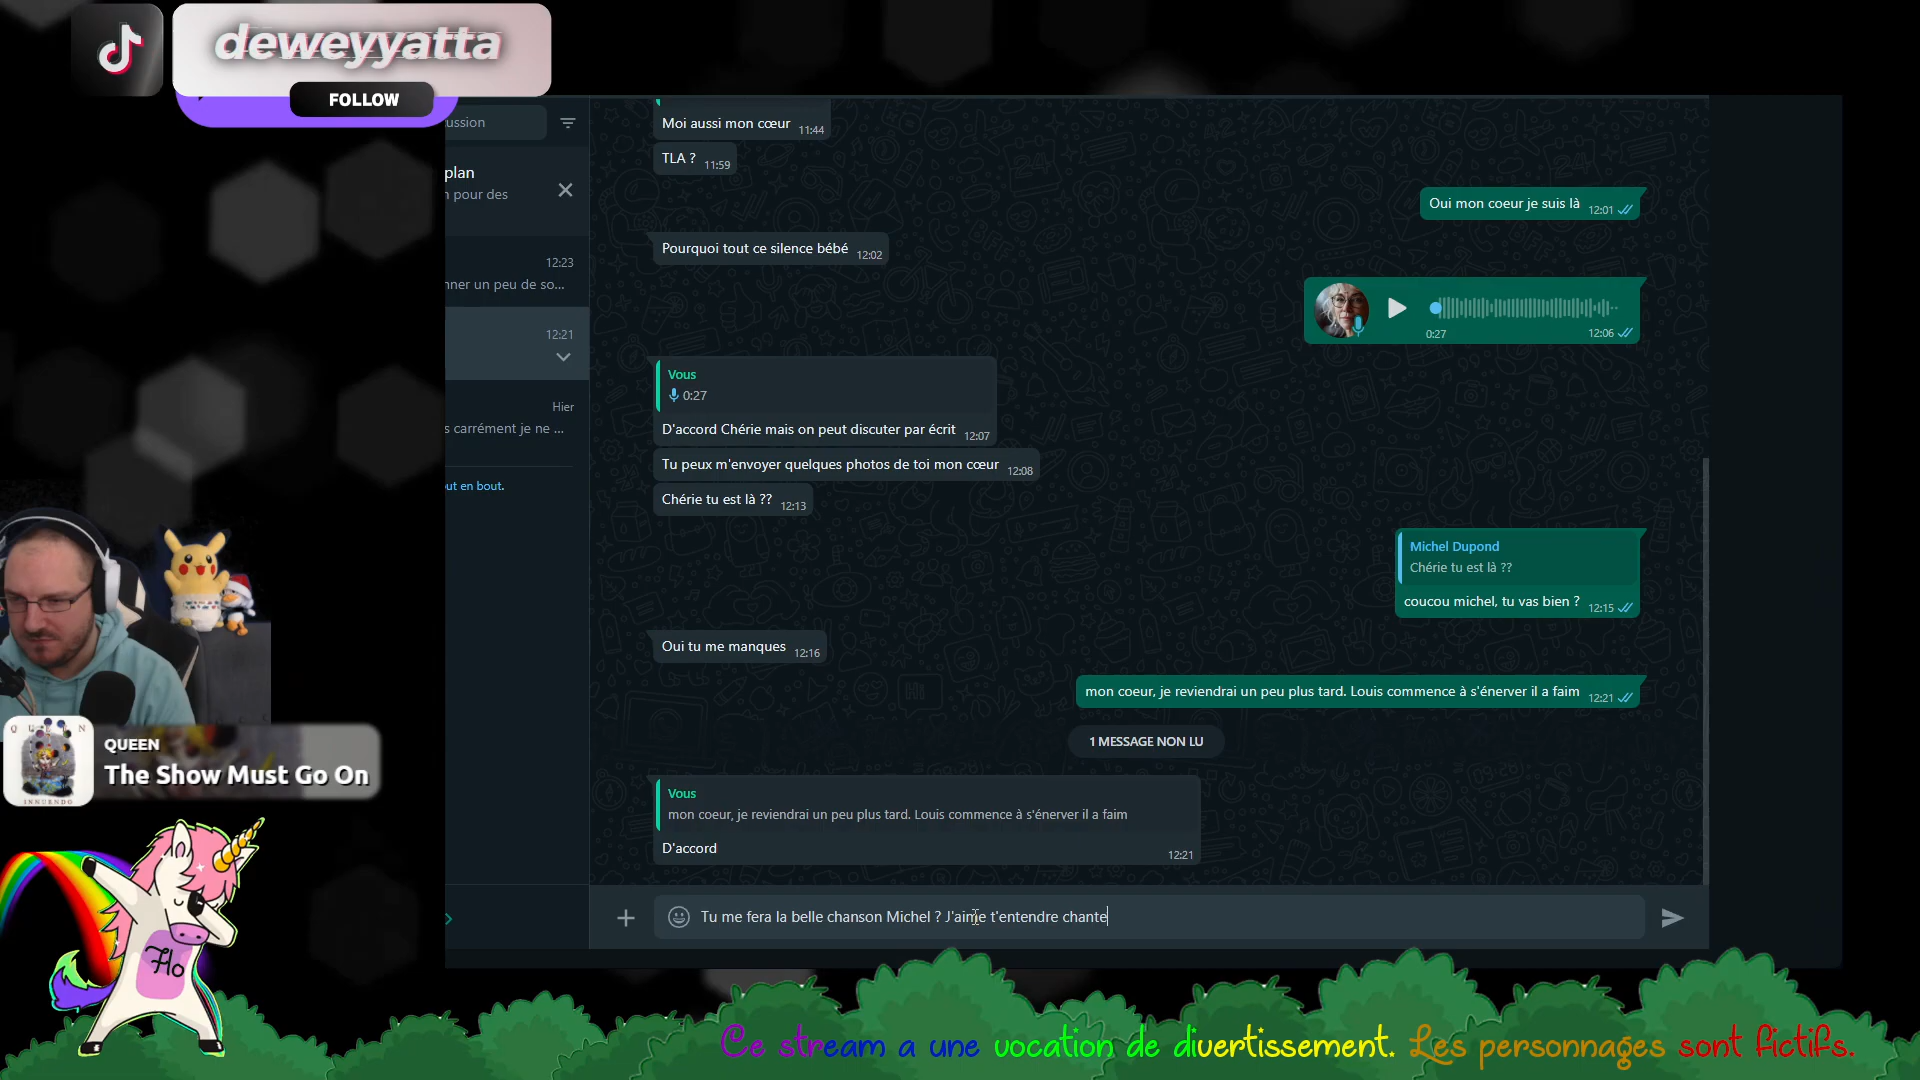 deweyyatta
FOLLOW
ussion
plan
n pour des
12:23
nner un peu de so...
12:21
Hier
s carrément je ne ...
out en bout.
Moi aussi mon cœur 11:44
TLA ? 11:59
Oui mon coeur je suis là 12:01
Pourquoi tout ce silence bébé 12:02
0:27 12:06
Vous
0:27
D'accord Chérie mais on peut discuter par écrit 12:07
Tu peux m'envoyer quelques photos de toi mon cœur 12:08
Chérie tu est là ?? 12:13
Michel Dupond
Chérie tu est là ??
coucou michel, tu vas bien ? 12:15
Oui tu me manques 12:16
mon coeur, je reviendrai un peu plus tard. Louis commence à s'énerver il a faim 12:21
1 MESSAGE NON LU
Vous
mon coeur, je reviendrai un peu plus tard. Louis commence à s'énerver il a faim
D'accord 12:21
Tu me fera la belle chanson Michel ? J'aime t'entendre chante
QUEEN
INNUENDO
QUEEN
The Show Must Go On
Flo
Ce stream a une vocation de divertissement. Les personnages sont fictifs.